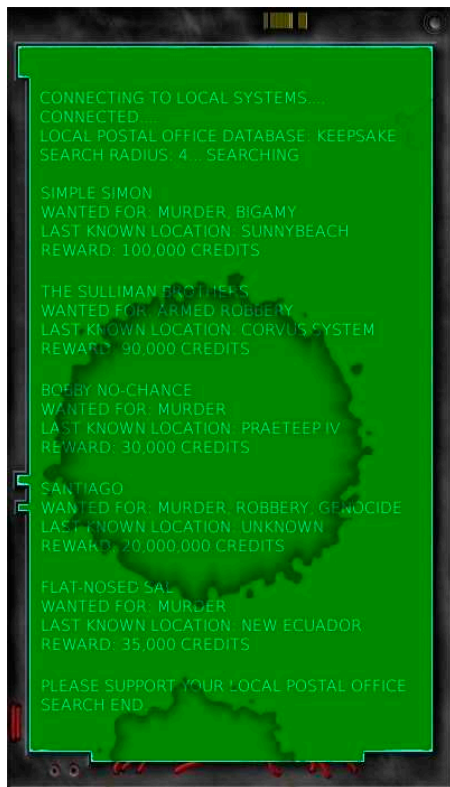 CONNECTING TO LOCAL SYSTEMS....
CONNECTED....
LOCAL POSTAL OFFICE DATABASE: KEEPSAKE
SEARCH RADIUS: 4... SEARCHING
SIMPLE SIMON
WANTED FOR: MURDER, BIGAMY
LAST KNOWN LOCATION: SUNNYBEACH
REWARD: 100,000 CREDITS
THE SULLIMAN BROTHERS
WANTED FOR: ARMED ROBBERY
LAST KNOWN LOCATION: CORVUS SYSTEM
REWARD: 90,000 CREDITS
BOBBY NO-CHANCE
WANTED FOR: MURDER
LAST KNOWN LOCATION: PRAETEEP IV
REWARD: 30,000 CREDITS
SANTIAGO
WANTED FOR: MURDER, ROBBERY, GENOCIDE
LAST KNOWN LOCATION: UNKNOWN
REWARD: 20,000,000 CREDITS
FLAT-NOSED SAL
WANTED FOR: MURDER
LAST KNOWN LOCATION: NEW ECUADOR
REWARD: 35,000 CREDITS
PLEASE SUPPORT YOUR LOCAL POSTAL OFFICE
SEARCH END